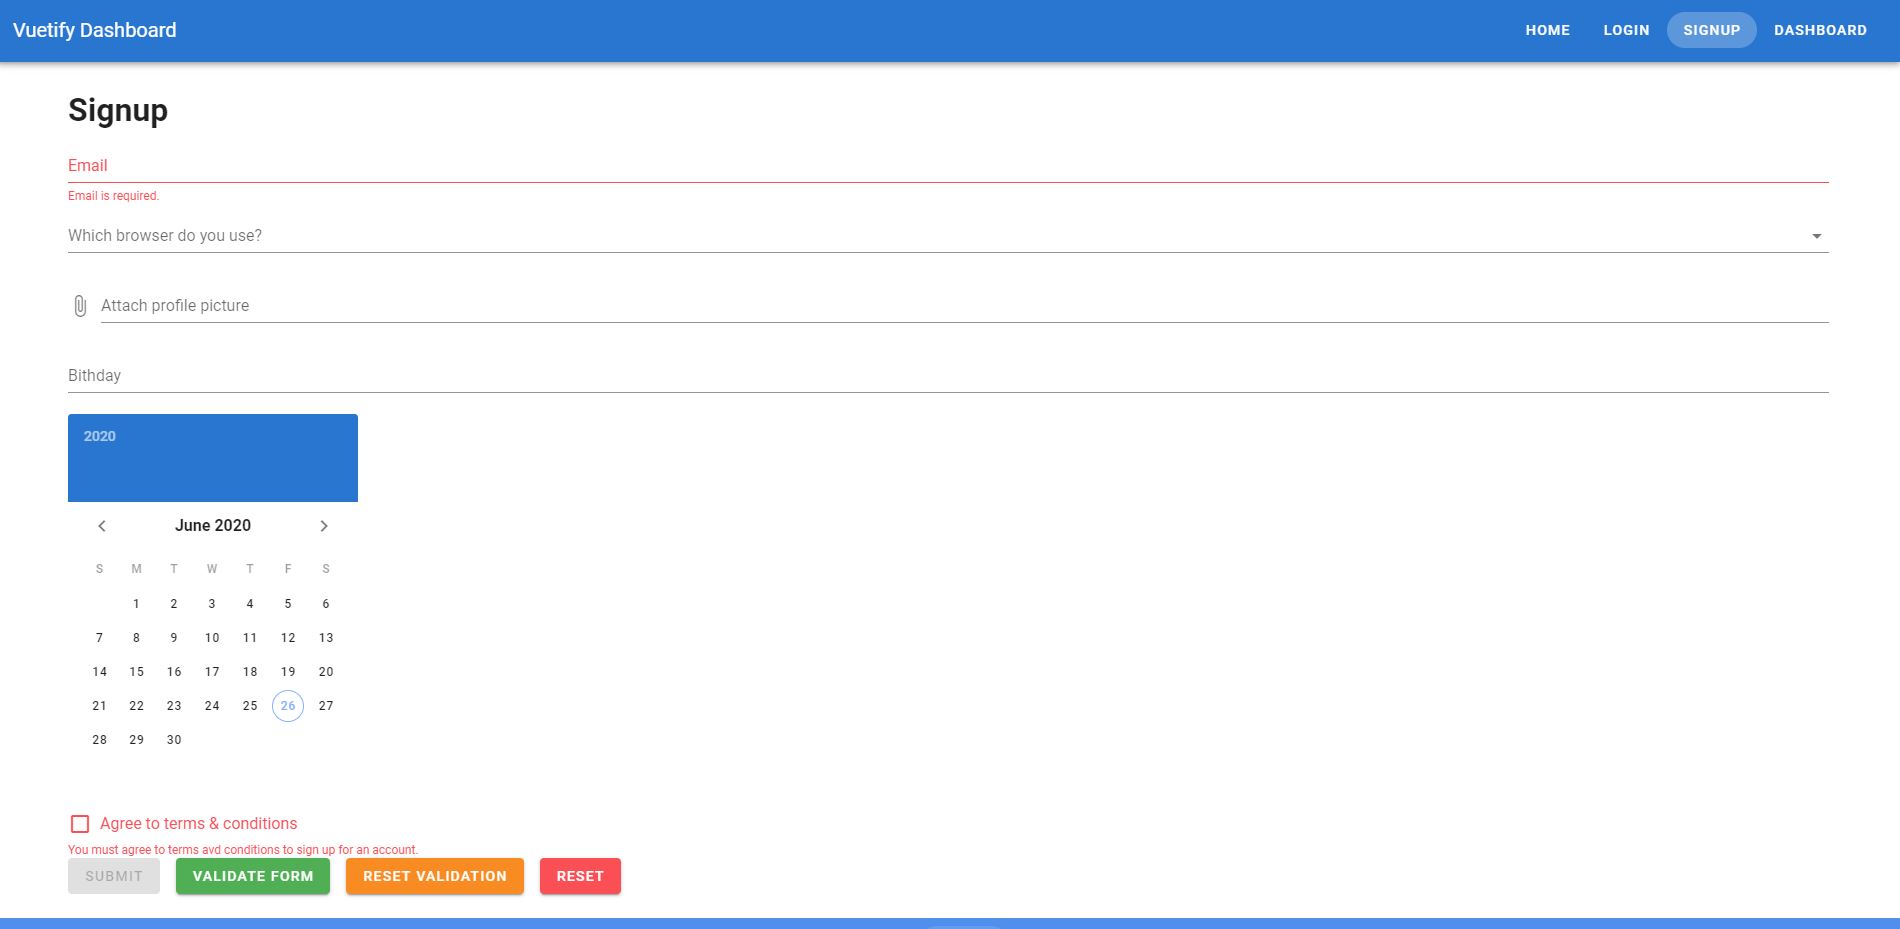 Vuetify Dashboard HOME LOGIN SIGNUP DASHBOARD
Signup
Email
Email is required.
Which browser do you use?
Attach profile picture
Bithday
2020
June 2020
S M T W T F S
1 2 3 4 5 6
7 8 9 10 11 12 13
14 15 16 17 18 19 20
21 22 23 24 25 26 27
28 29 30
Agree to terms & conditions
You must agree to terms avd conditions to sign up for an account.
SUBMIT VALIDATE FORM RESET VALIDATION RESET